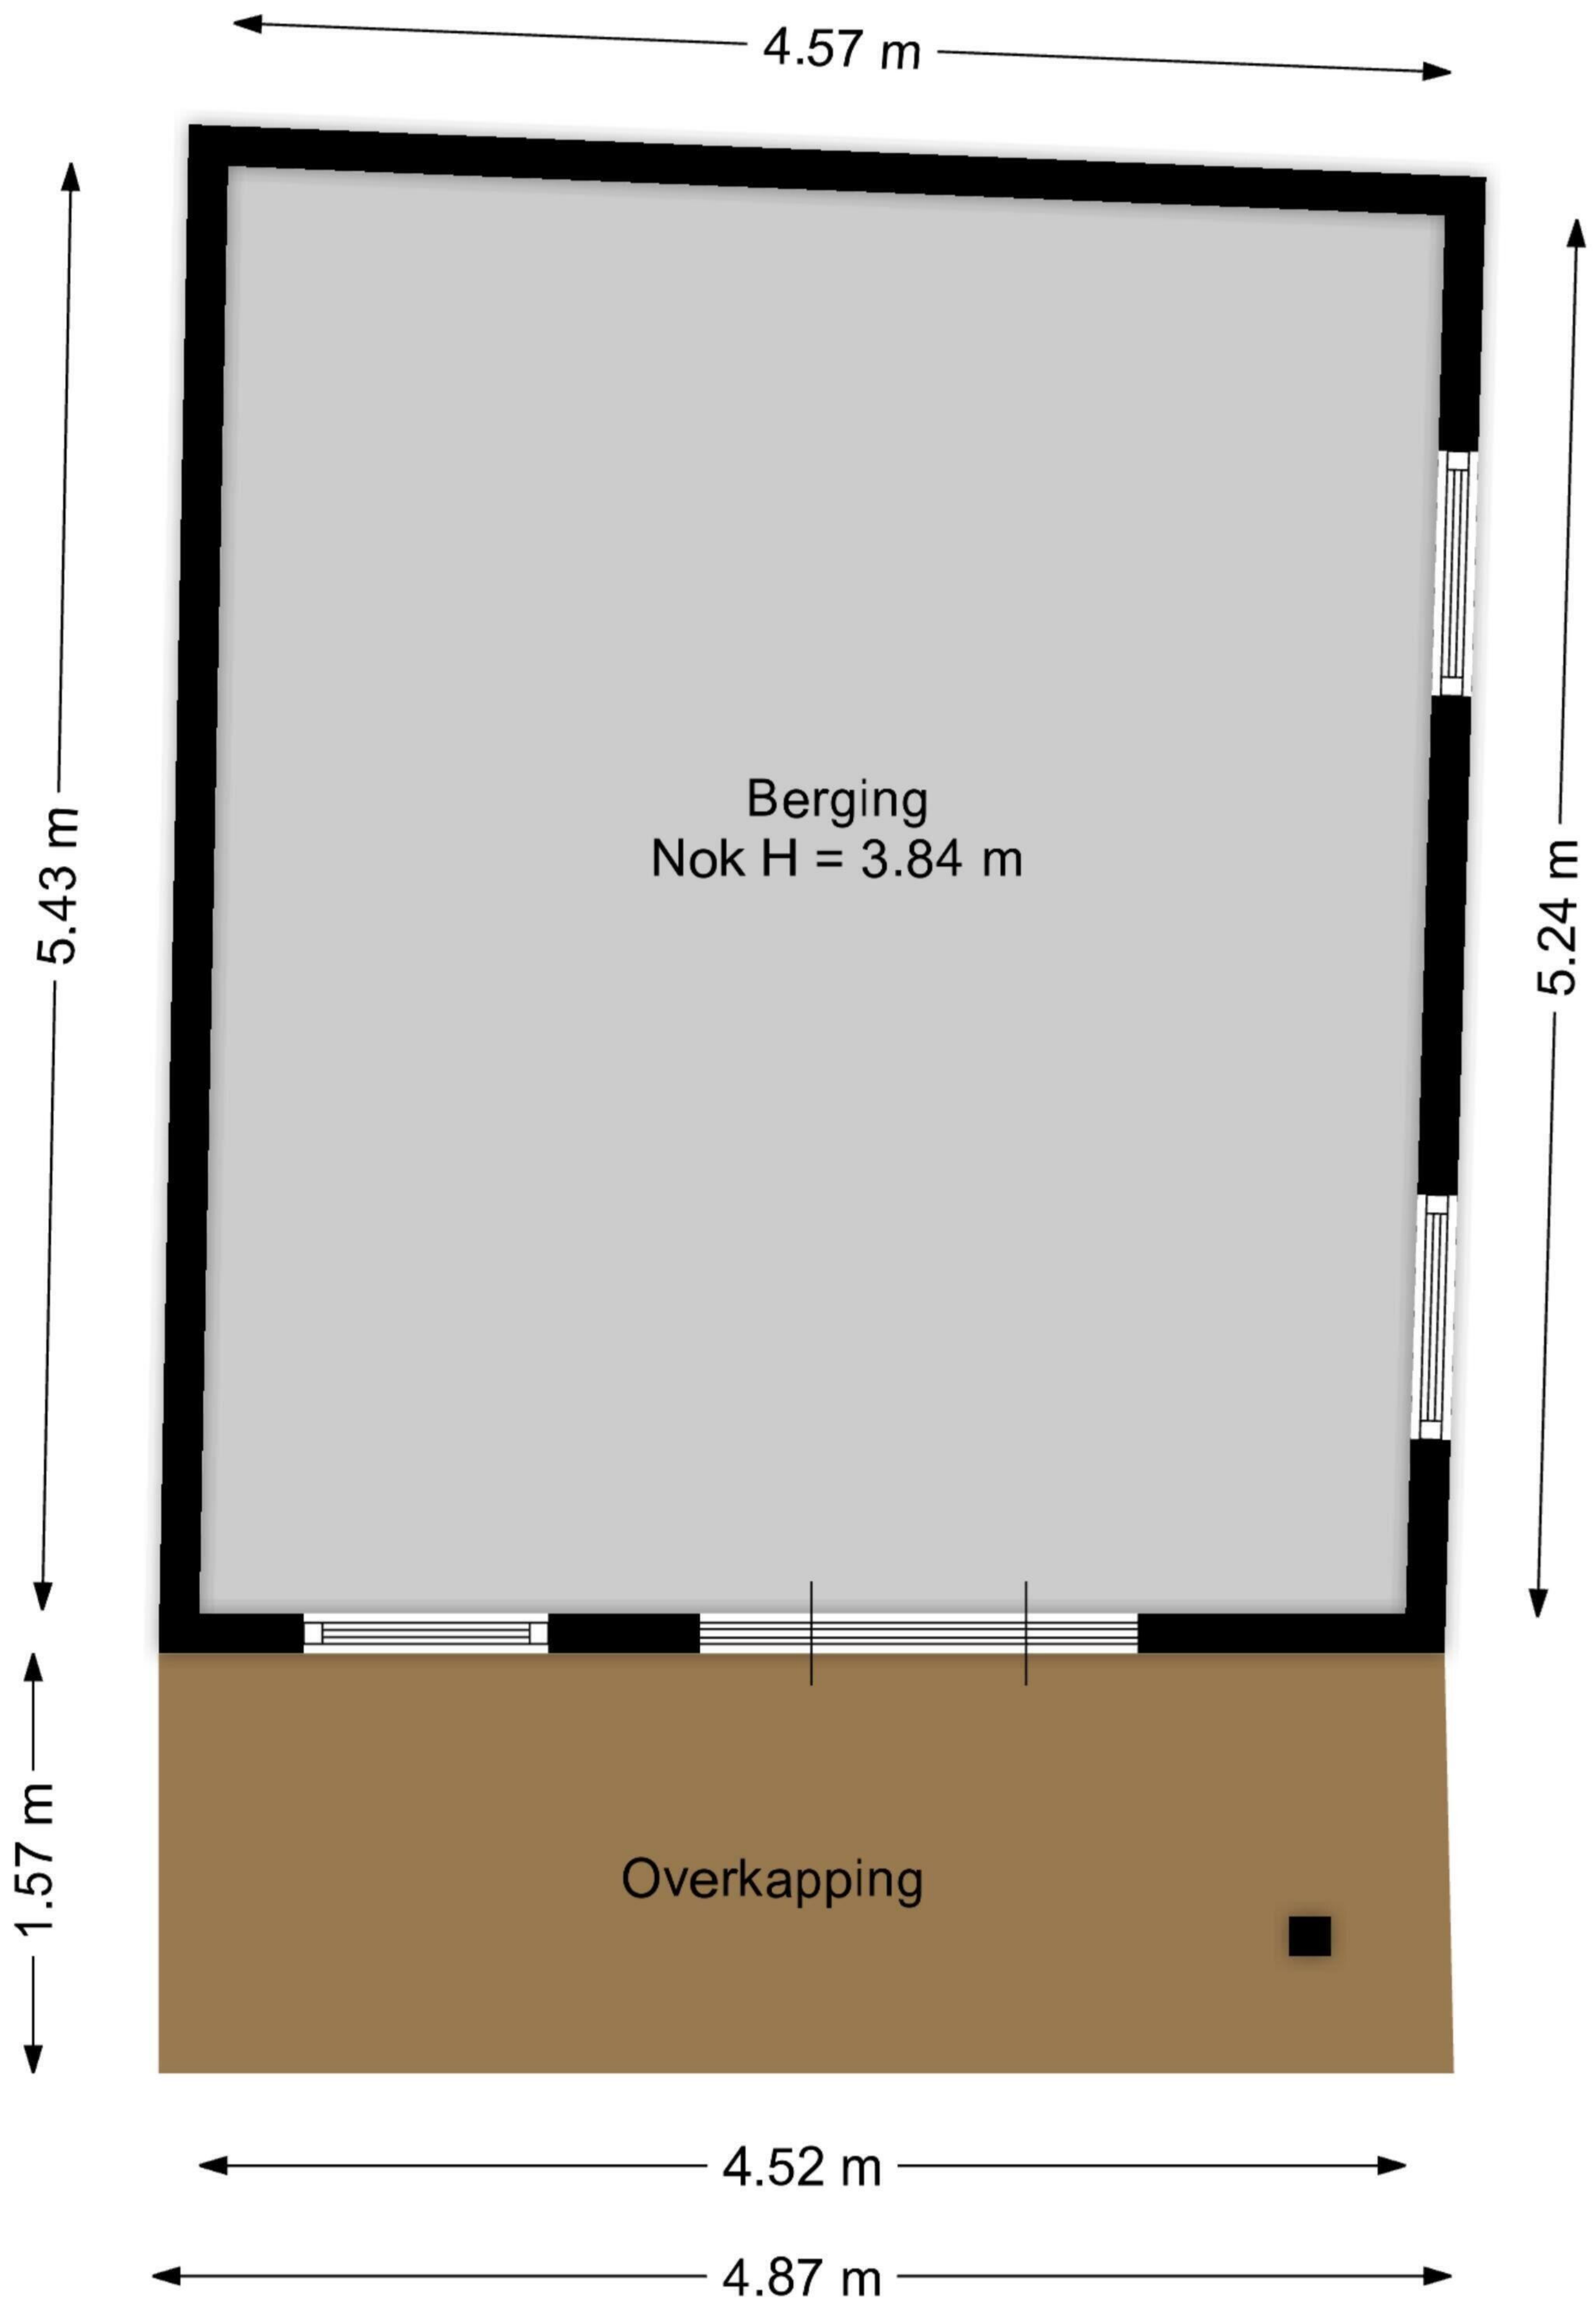 4.57 m
5.43 m
Berging
Nok H = 3.84 m
5.24 m
1.57 m
Overkapping
4.52 m
4.87 m